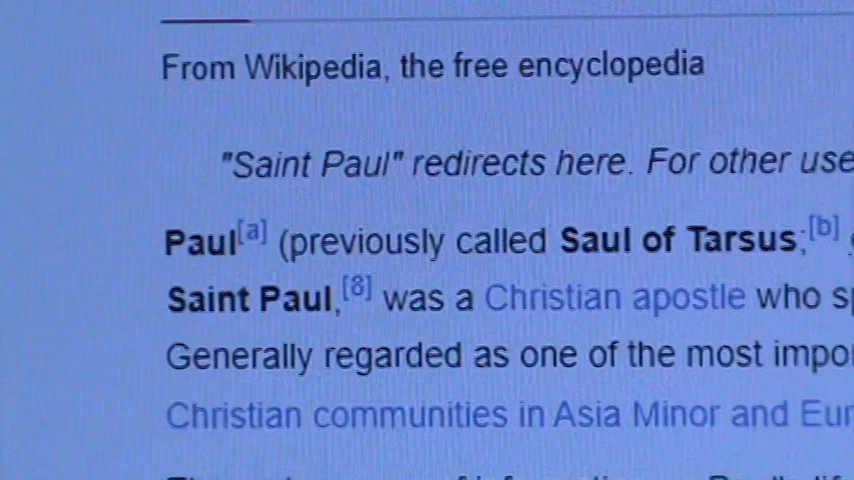 From Wikipedia, the free encyclopedia
"Saint Paul" redirects here. For other use
Paul[a] (previously called Saul of Tarsus;[b]
Saint Paul,[8] was a Christian apostle who sp
Generally regarded as one of the most impo
Christian communities in Asia Minor and Eur